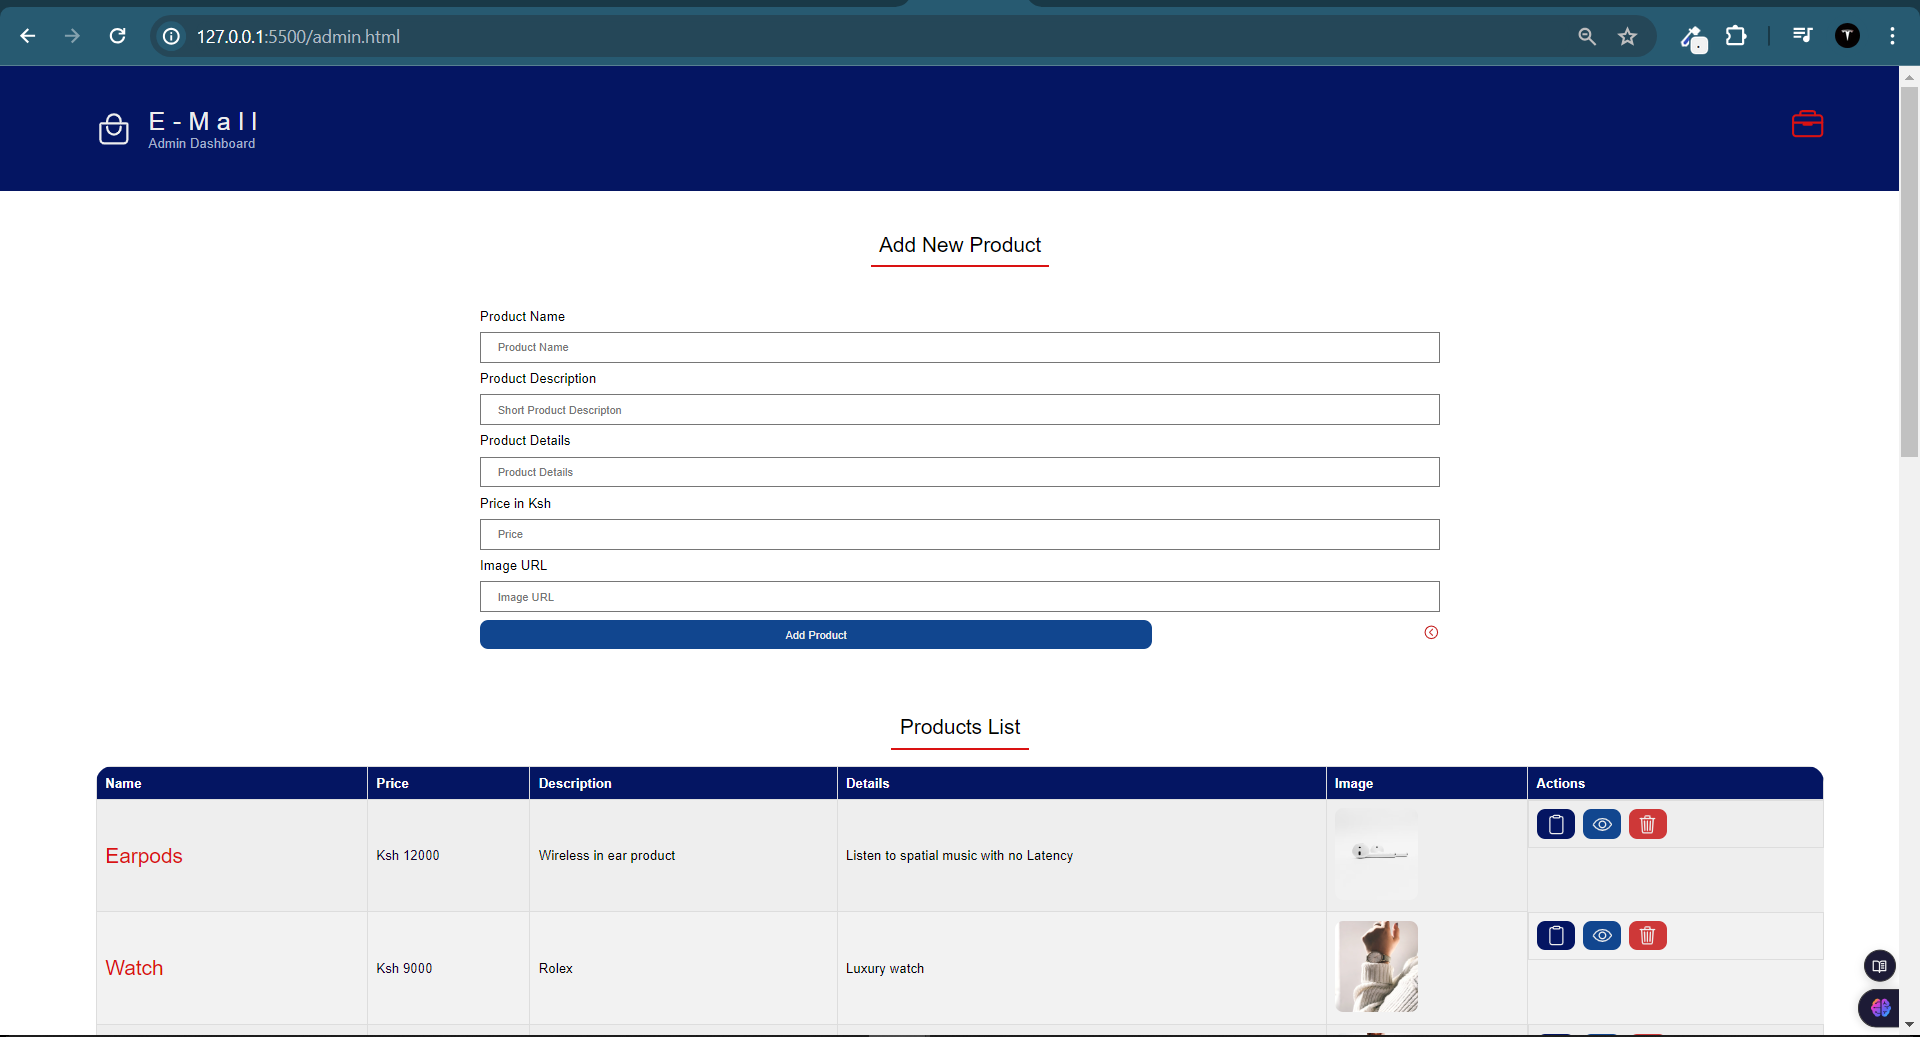 127.0.0.1:5500/admin.html
E-Mall
Admin Dashboard
Add New Product
Product Name
Product Name
Product Description
Short Product Descripton
Product Details
Product Details
Price in Ksh
Price
Image URL
Image URL
Add Product
Products List
Name Price Description Details Image Actions
Earpods Ksh 12000 Wireless in ear product Listen to spatial music with no Latency
Watch Ksh 9000 Rolex Luxury watch